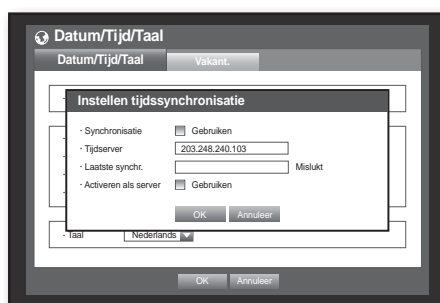 Datum/Tijd/Taal
Datum/Tijd/Taal Vakant.
Instellen tijdssynchronisatie
· Synchronisatie Gebruiken
· Tijdserver 203.248.240.103
· Laatste synchr. Mislukt
· Activeren als server Gebruiken
OK Annuleer
· Taal Nederlands
OK Annuleer